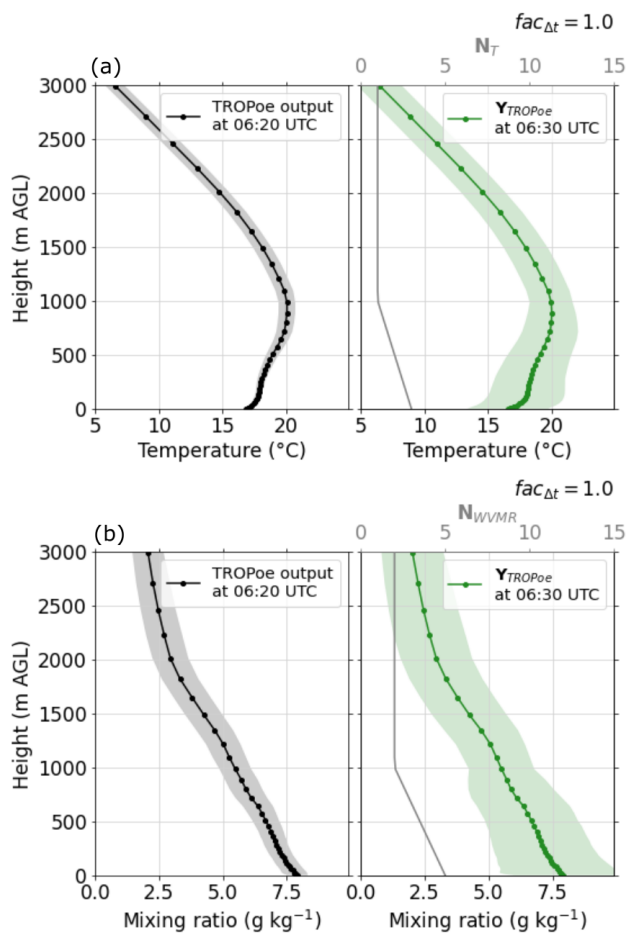 fac_Δt = 1.0
N_T
0 5 10 15
(a)
3000
2500
2000
1500
1000
500
0
Height (m AGL)
TROPoe output
at 06:20 UTC
Y_TROPoe
at 06:30 UTC
5 10 15 20
5 10 15 20
Temperature (°C)
Temperature (°C)
fac_Δt = 1.0
N_WVMR
0 5 10 15
(b)
3000
2500
2000
1500
1000
500
0
Height (m AGL)
TROPoe output
at 06:20 UTC
Y_TROPoe
at 06:30 UTC
0.0 2.5 5.0 7.5
0.0 2.5 5.0 7.5
Mixing ratio (g kg⁻¹)
Mixing ratio (g kg⁻¹)